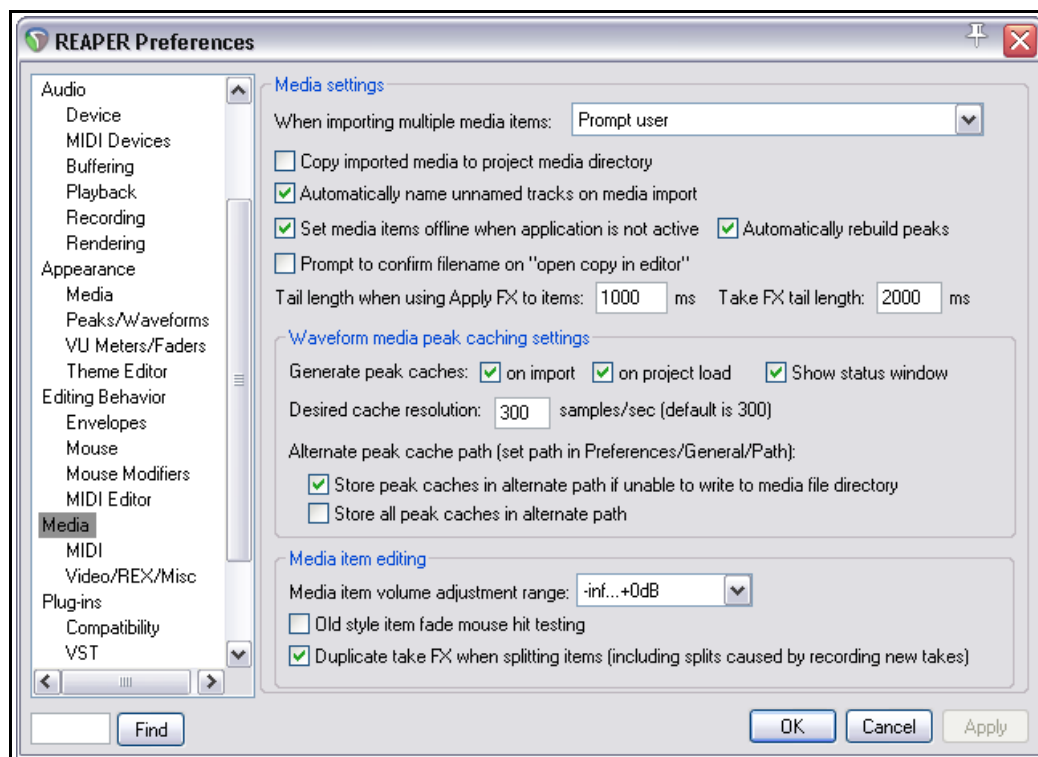 REAPER Preferences
Audio
Device
MIDI Devices
Buffering
Playback
Recording
Rendering
Appearance
Media
Peaks/Waveforms
VU Meters/Faders
Theme Editor
Editing Behavior
Envelopes
Mouse
Mouse Modifiers
MIDI Editor
Media
MIDI
Video/REX/Misc
Plug-ins
Compatibility
VST
Find
Media settings
When importing multiple media items: Prompt user
Copy imported media to project media directory
Automatically name unnamed tracks on media import
Set media items offline when application is not active Automatically rebuild peaks
Prompt to confirm filename on "open copy in editor"
Tail length when using Apply FX to items: 1000 ms Take FX tail length: 2000 ms
Waveform media peak caching settings
Generate peak caches: on import on project load Show status window
Desired cache resolution: 300 samples/sec (default is 300)
Alternate peak cache path (set path in Preferences/General/Path):
Store peak caches in alternate path if unable to write to media file directory
Store all peak caches in alternate path
Media item editing
Media item volume adjustment range: -inf...+0dB
Old style item fade mouse hit testing
Duplicate take FX when splitting items (including splits caused by recording new takes)
OK Cancel Apply